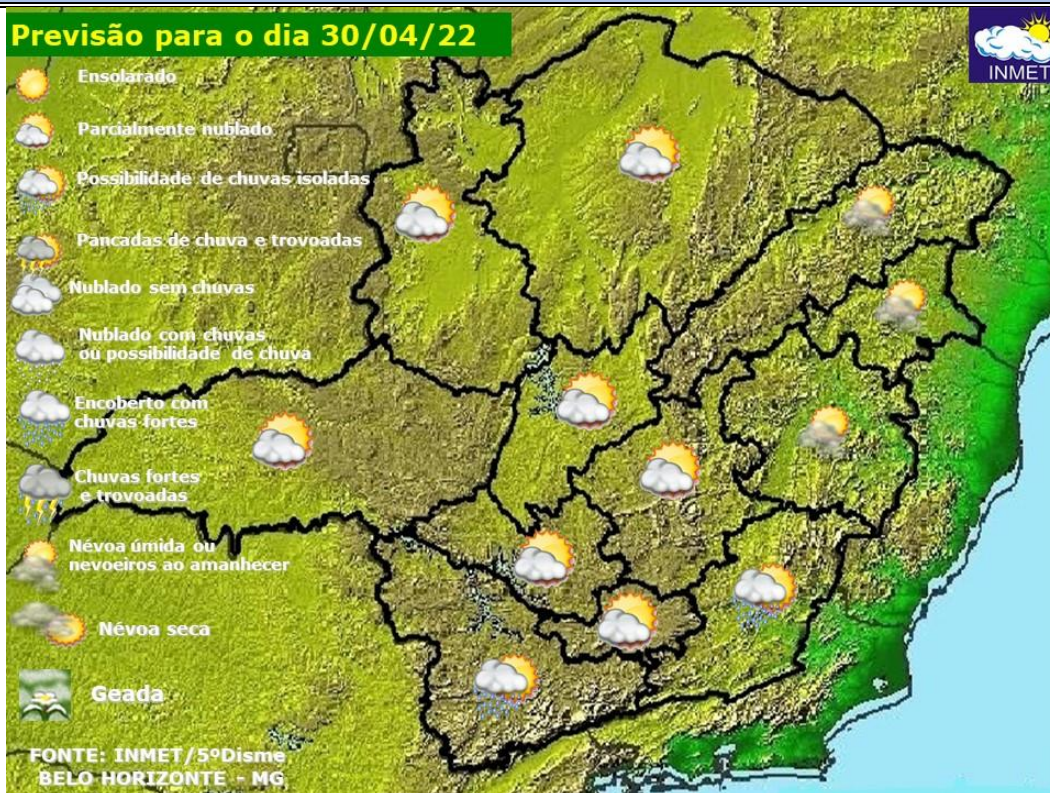 Previsão para o dia 30/04/22
INMET
Ensolarado
Parcialmente nublado
Possibilidade de chuvas isoladas
Pancadas de chuva e trovoadas
Nublado sem chuvas
Nublado com chuvas
ou possibilidade de chuva
Encoberto com
chuvas fortes
Chuvas fortes
e trovoadas
Névoa úmida ou
nevoeiros ao amanhecer
Névoa seca
Geada
FONTE: INMET/5ºDisme
BELO HORIZONTE - MG